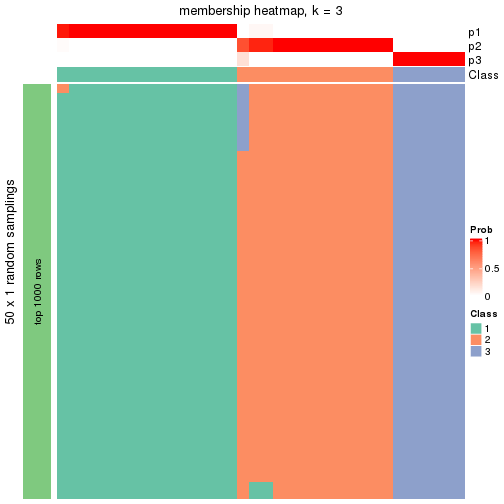 membership heatmap, k = 3
p1
p2
p3
Class
50 x 1 random samplings
top 1000 rows
Prob
1
0.5
0
Class
1
2
3